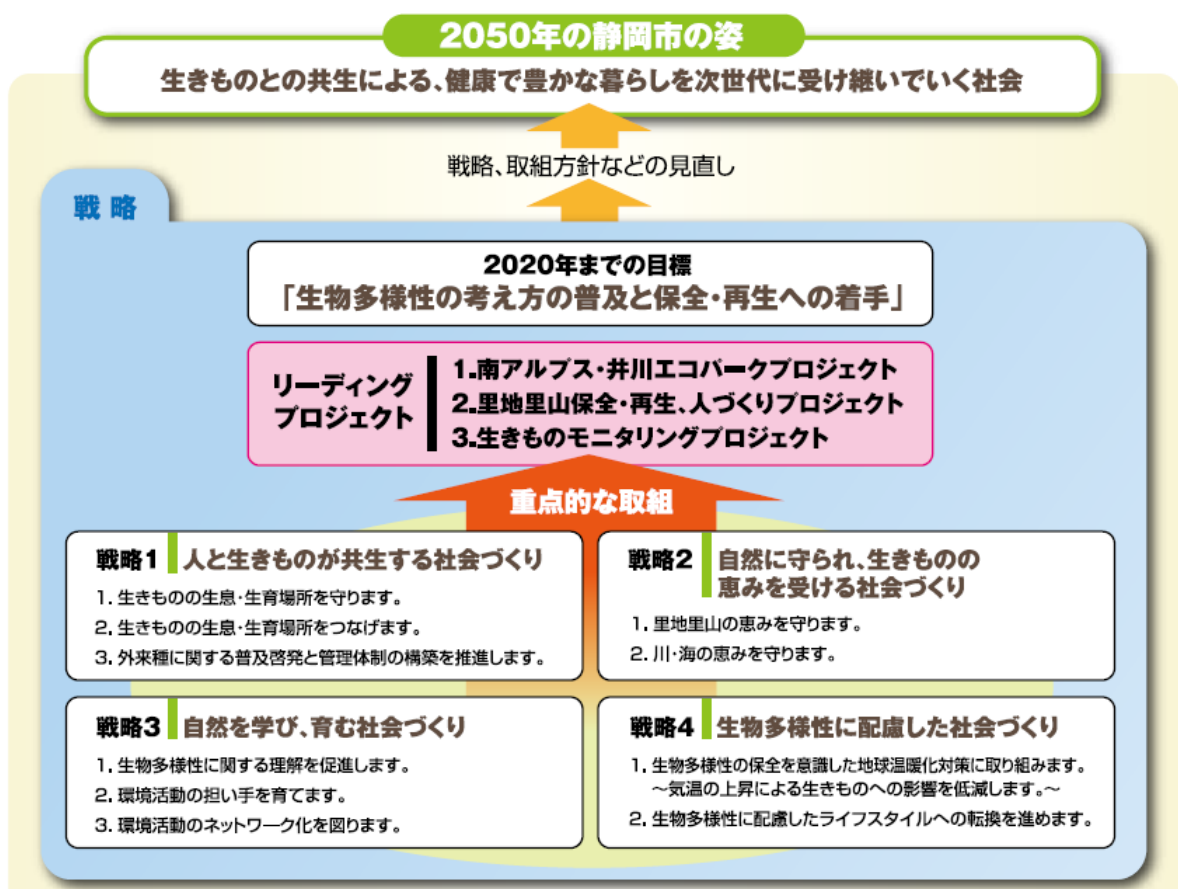 2050年の静岡市の姿
生きものとの共生による、健康で豊かな暮らしを次世代に受け継いでいく社会
戦略、取組方針などの見直し
戦略
2020年までの目標
「生物多様性の考え方の普及と保全・再生への着手」
リーディング
プロジェクト
1.南アルプス・井川エコパークプロジェクト
2.里地里山保全・再生、人づくりプロジェクト
3.生きものモニタリングプロジェクト
重点的な取組
戦略1 人と生きものが共生する社会づくり
1. 生きものの生息・生育場所を守ります。
2. 生きものの生息・生育場所をつなげます。
3. 外来種に関する普及啓発と管理体制の構築を推進します。
戦略2 自然に守られ、生きものの
恵みを受ける社会づくり
1. 里地里山の恵みを守ります。
2. 川・海の恵みを守ります。
戦略3 自然を学び、育む社会づくり
1. 生物多様性に関する理解を促進します。
2. 環境活動の担い手を育てます。
3. 環境活動のネットワーク化を図ります。
戦略4 生物多様性に配慮した社会づくり
1. 生物多様性の保全を意識した地球温暖化対策に取り組みます。
～気温の上昇による生きものへの影響を低減します。～
2. 生物多様性に配慮したライフスタイルへの転換を進めます。